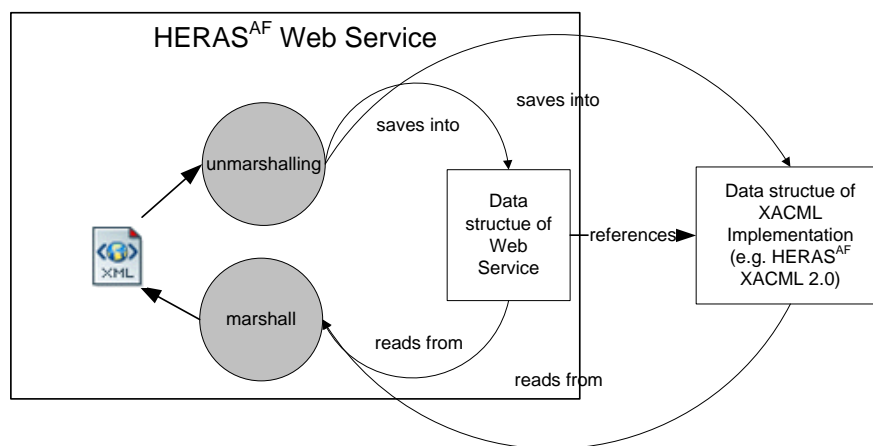 HERASAF Web Service
saves into
saves into
unmarshalling
Data
structue of
Web
Service
Data structue of
XACML
Implementation
(e.g. HERASAF
XACML 2.0)
references
XML
marshall
reads from
reads from